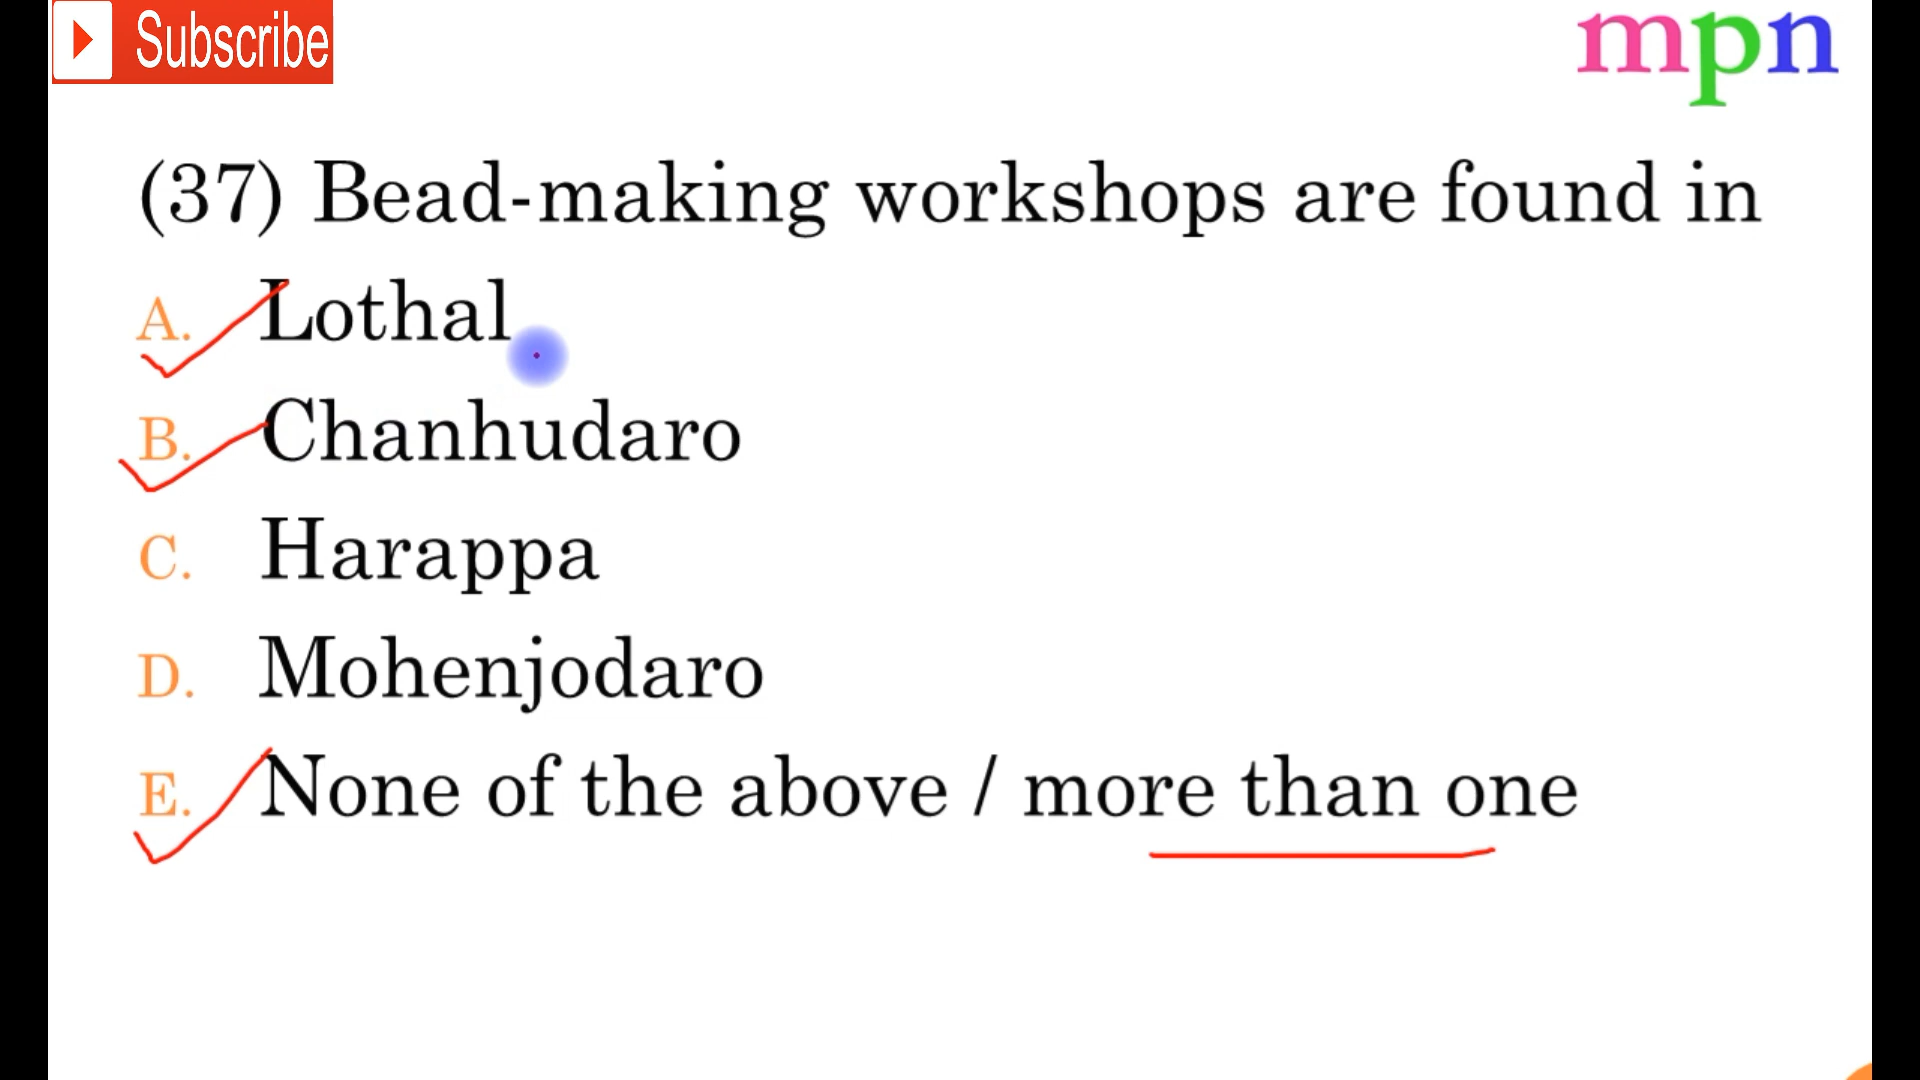 Subscribe
mpn
(37) Bead-making workshops are found in
A. Lothal
B. Chanhudaro
C. Harappa
D. Mohenjodaro
E. None of the above / more than one